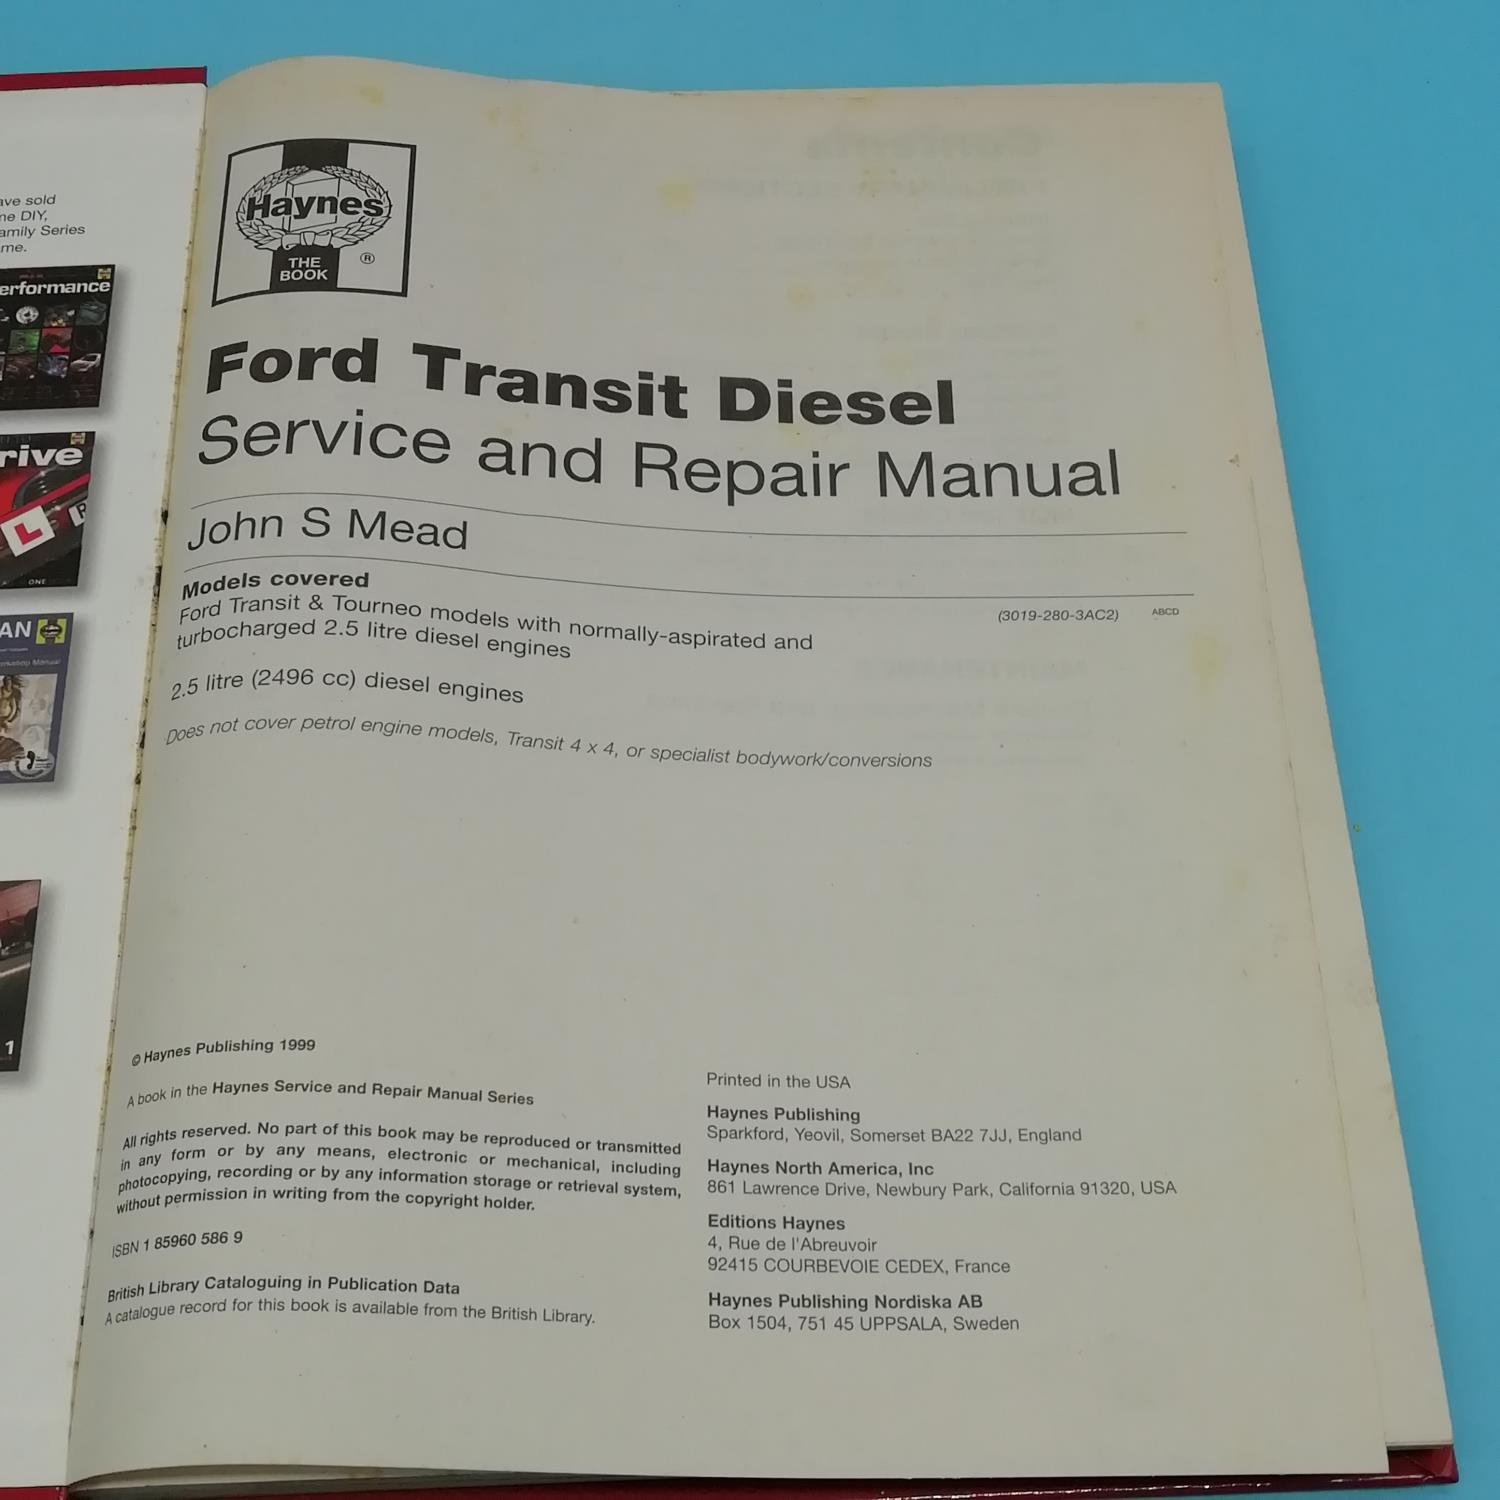 ave sold
ne DIY,
amily Series
me.
erformance
rive
L
ONE
AN
1
Haynes
THE
BOOK
®
Ford Transit Diesel
Service and Repair Manual
John S Mead
Models covered
Ford Transit & Tourneo models with normally-aspirated and
turbocharged 2.5 litre diesel engines
(3019-280-3AC2) ABCD
2.5 litre (2496 cc) diesel engines
Does not cover petrol engine models, Transit 4 x 4, or specialist bodywork/conversions
© Haynes Publishing 1999
A book in the Haynes Service and Repair Manual Series
All rights reserved. No part of this book may be reproduced or transmitted
in any form or by any means, electronic or mechanical, including
photocopying, recording or by any information storage or retrieval system,
without permission in writing from the copyright holder.
ISBN 1 85960 586 9
British Library Cataloguing in Publication Data
A catalogue record for this book is available from the British Library.
Printed in the USA
Haynes Publishing
Sparkford, Yeovil, Somerset BA22 7JJ, England
Haynes North America, Inc
861 Lawrence Drive, Newbury Park, California 91320, USA
Editions Haynes
4, Rue de l'Abreuvoir
92415 COURBEVOIE CEDEX, France
Haynes Publishing Nordiska AB
Box 1504, 751 45 UPPSALA, Sweden